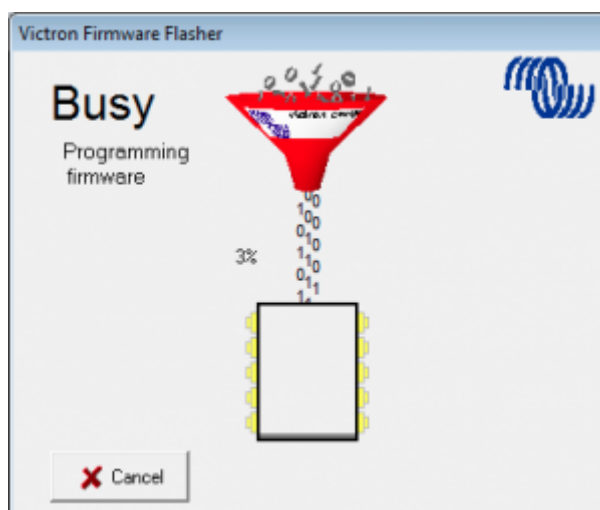 Victron Firmware Flasher
Busy
Programming
firmware
3%
Cancel